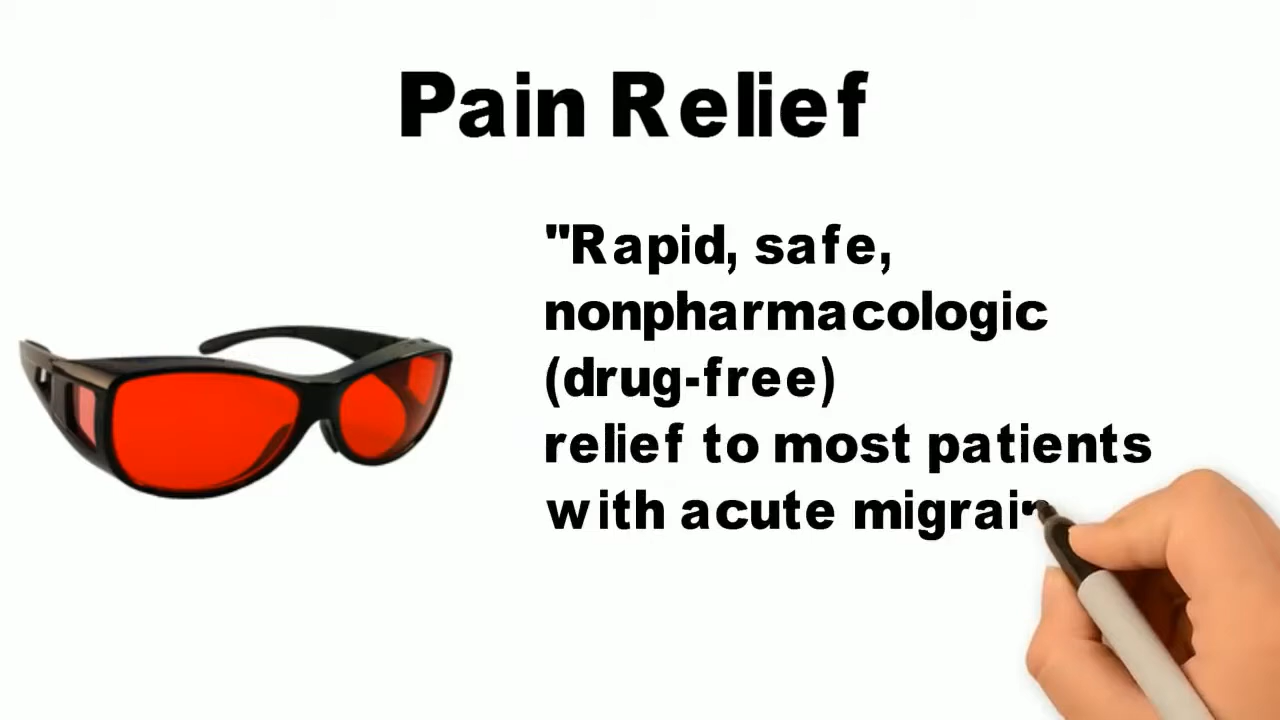 Pain Relief
"Rapid, safe,
nonpharmacologic
(drug-free)
relief to most patients
with acute